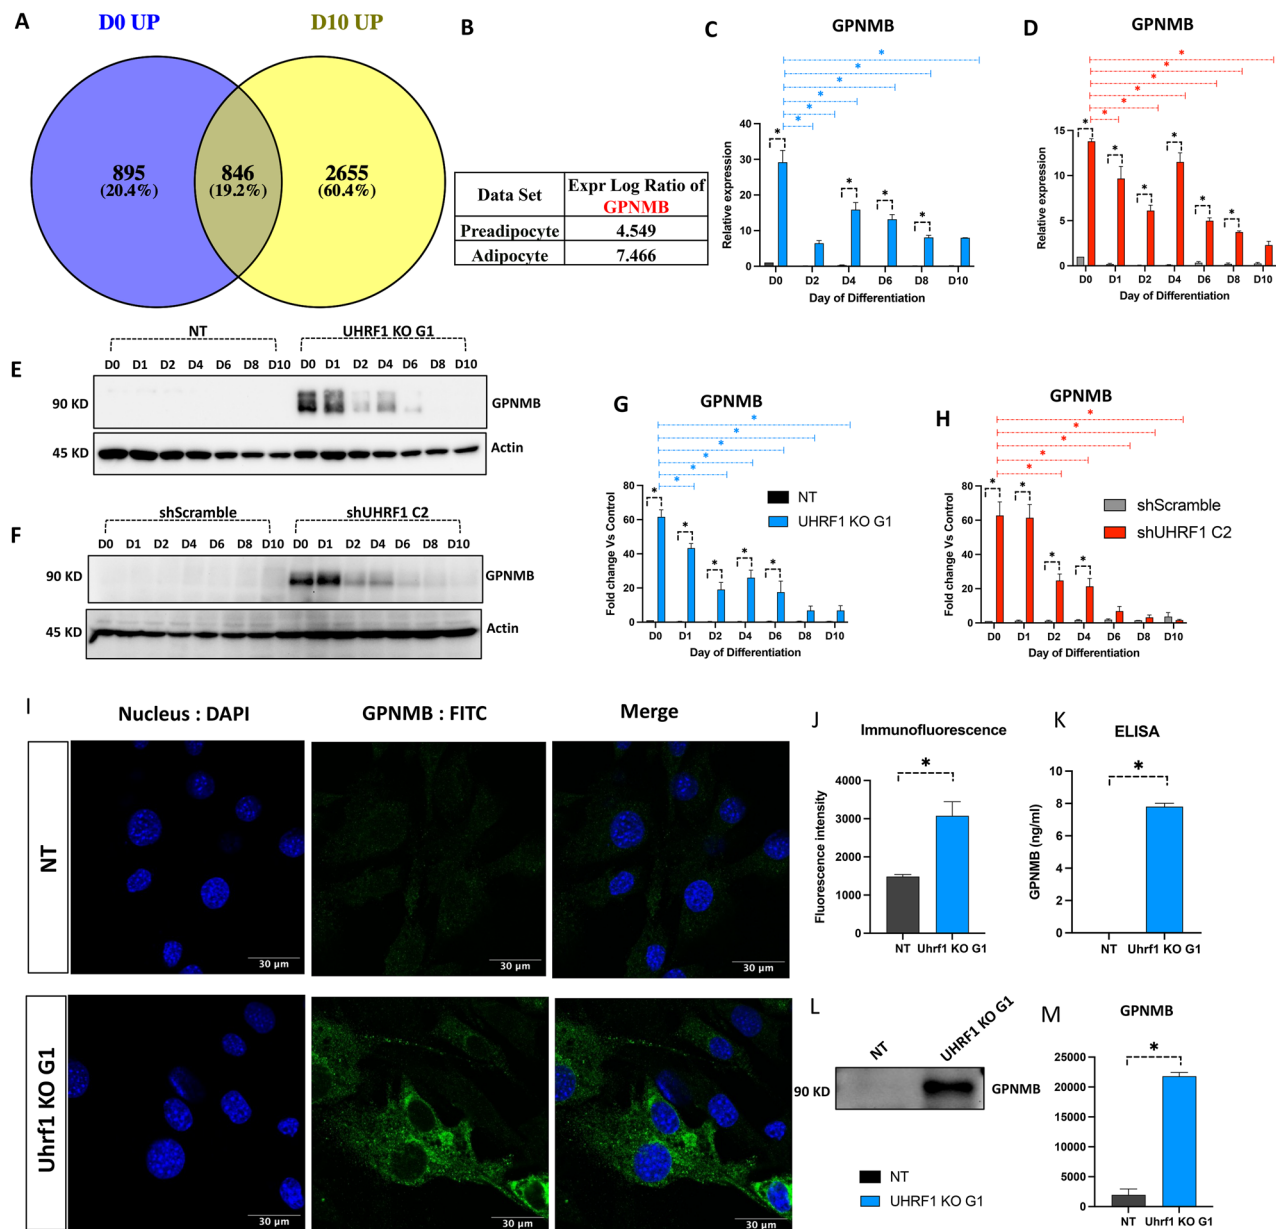 A
D0 UP
D10 UP
895
(20.4%)
846
(19.2%)
2655
(60.4%)
B
Data Set
Expr Log Ratio of
GPNMB
Preadipocyte
4.549
Adipocyte
7.466
C
GPNMB
Relative expression
40
30
20
10
0
D0 D2 D4 D6 D8 D10
Day of Differentiation
* * * * * *
* * * *
D
GPNMB
Relative expression
15
10
5
0
D0 D1 D2 D4 D6 D8 D10
Day of Differentiation
* * * * * *
* * * * * *
E
NT
UHRF1 KO G1
D0 D1 D2 D4 D6 D8 D10 D0 D1 D2 D4 D6 D8 D10
90 KD
GPNMB
45 KD
Actin
F
shScramble
shUHRF1 C2
D0 D1 D2 D4 D6 D8 D10 D0 D1 D2 D4 D6 D8 D10
90 KD
GPNMB
45 KD
Actin
G
GPNMB
Fold change Vs Control
80
60
40
20
0
D0 D1 D2 D4 D6 D8 D10
Day of Differentiation
* * * * * *
* * * * *
NT
UHRF1 KO G1
H
GPNMB
Fold change Vs Control
80
60
40
20
0
D0 D1 D2 D4 D6 D8 D10
Day of Differentiation
* * * * *
* * * *
shScramble
shUHRF1 C2
I
Nucleus : DAPI
GPNMB : FITC
Merge
NT
30 µm
30 µm
30 µm
Uhrf1 KO G1
30 µm
30 µm
30 µm
J
Immunofluorescence
*
Fluorescence intensity
4000
3000
2000
1000
0
NT Uhrf1 KO G1
K
ELISA
*
GPNMB (ng/ml)
10
8
6
4
2
0
NT Uhrf1 KO G1
L
NT
UHRF1 KO G1
90 KD
GPNMB
NT
UHRF1 KO G1
M
GPNMB
*
25000
20000
15000
10000
5000
0
NT Uhrf1 KO G1